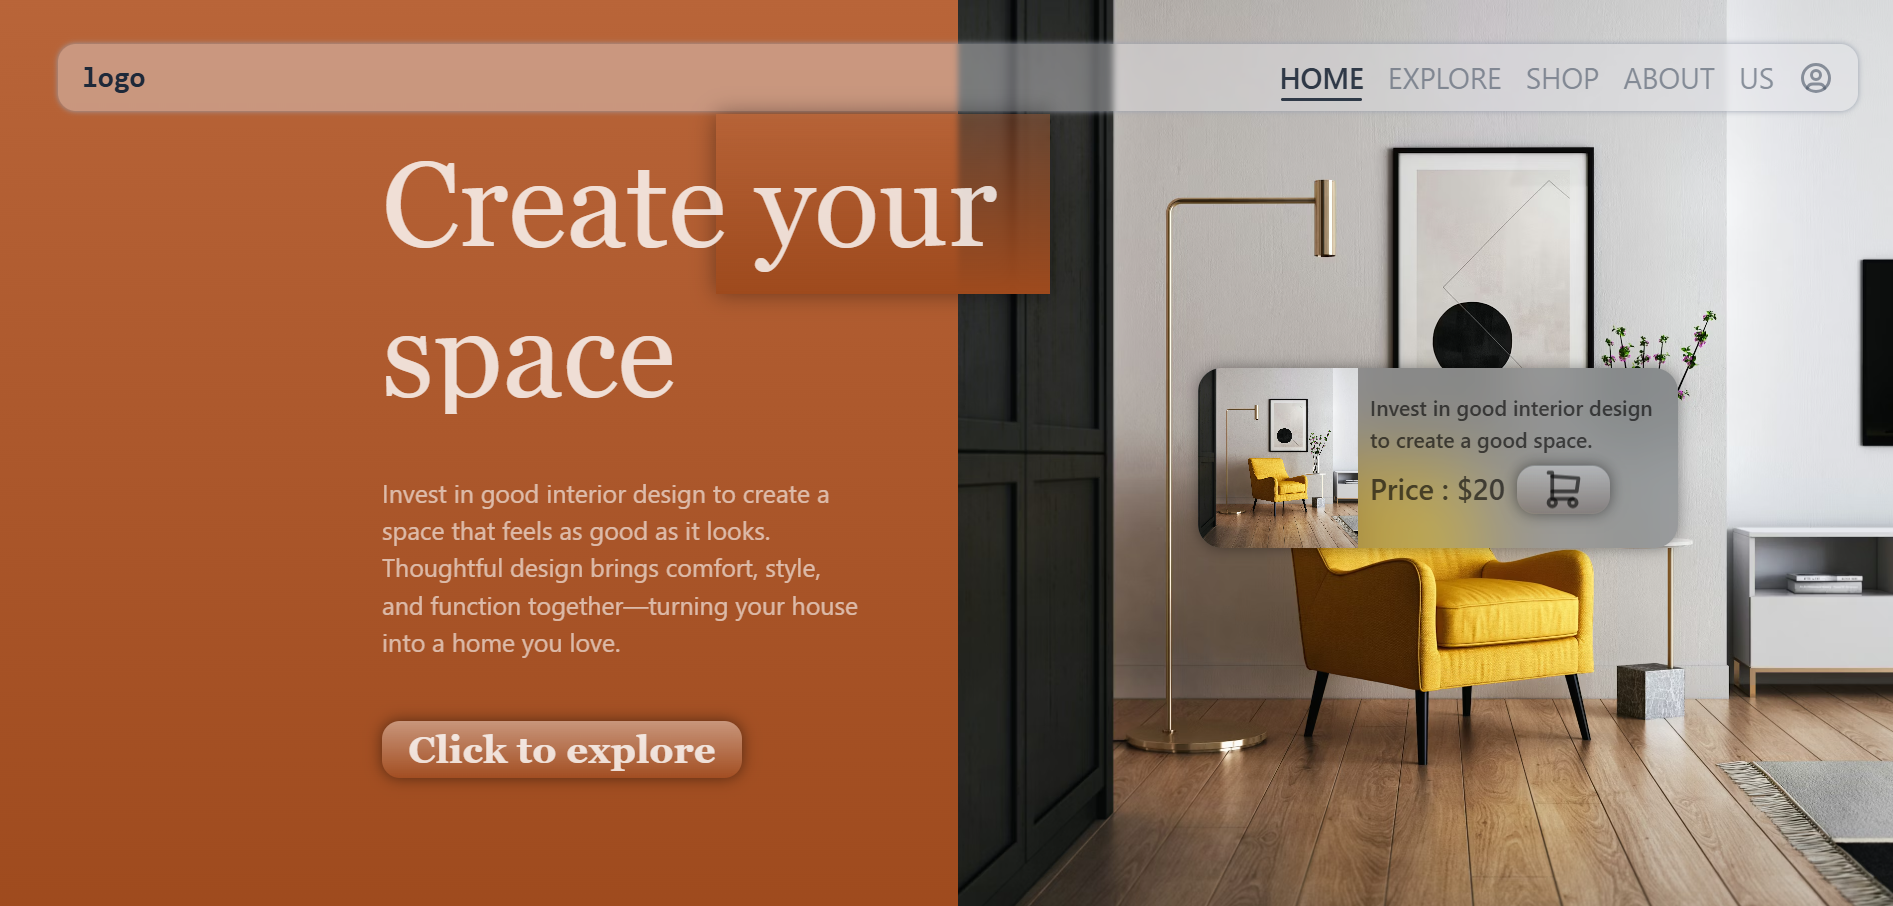 logo
HOME EXPLORE SHOP ABOUT US
Create your
space
Invest in good interior design to create a
space that feels as good as it looks.
Thoughtful design brings comfort, style,
and function together—turning your house
into a home you love.
Click to explore
Invest in good interior design
to create a good space.
Price : $20